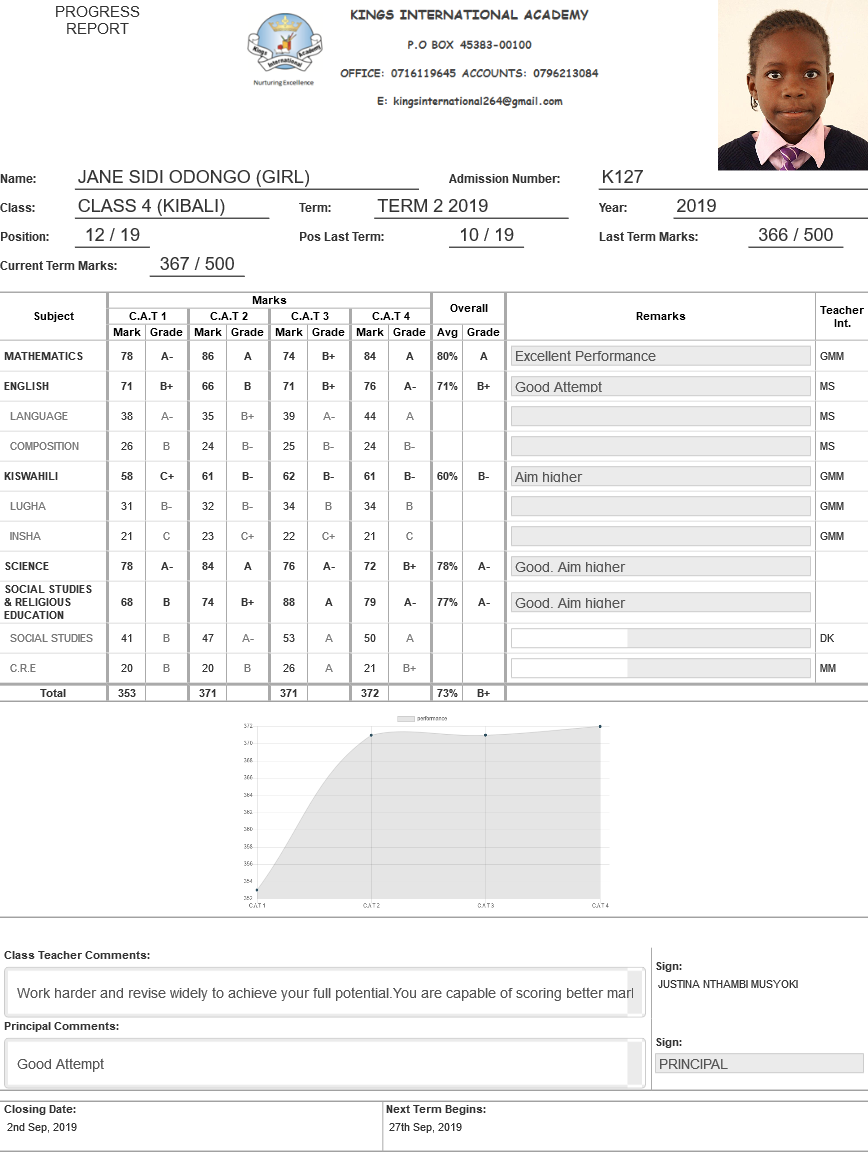 PROGRESS
REPORT
KINGS INTERNATIONAL ACADEMY
P.O BOX 45383-00100
OFFICE: 0716119645 ACCOUNTS: 0796213084
E: kingsinternational264@gmail.com
Kings Academy
International
Nurturing Excellence
Name: JANE SIDI ODONGO (GIRL) Admission Number: K127
Class: CLASS 4 (KIBALI) Term: TERM 2 2019 Year: 2019
Position: 12 / 19 Pos Last Term: 10 / 19 Last Term Marks: 366 / 500
Current Term Marks: 367 / 500
Subject Marks Overall Remarks Teacher Int.
C.A.T 1 C.A.T 2 C.A.T 3 C.A.T 4
Mark Grade Mark Grade Mark Grade Mark Grade Avg Grade
MATHEMATICS 78 A- 86 A 74 B+ 84 A 80% A Excellent Performance GMM
ENGLISH 71 B+ 66 B 71 B+ 76 A- 71% B+ Good Attempt MS
LANGUAGE 38 A- 35 B+ 39 A- 44 A MS
COMPOSITION 26 B 24 B- 25 B- 24 B- MS
KISWAHILI 58 C+ 61 B- 62 B- 61 B- 60% B- Aim higher GMM
LUGHA 31 B- 32 B- 34 B 34 B GMM
INSHA 21 C 23 C+ 22 C+ 21 C GMM
SCIENCE 78 A- 84 A 76 A- 72 B+ 78% A- Good. Aim higher
SOCIAL STUDIES
& RELIGIOUS
EDUCATION 68 B 74 B+ 88 A 79 A- 77% A- Good. Aim higher
SOCIAL STUDIES 41 B 47 A- 53 A 50 A DK
C.R.E 20 B 20 B 26 A 21 B+ MM
Total 353 371 371 372 73% B+
performance
372
370
368
366
364
362
360
358
356
354
352
CAT1 CAT2 CAT3 CAT4
Class Teacher Comments:
Work harder and revise widely to achieve your full potential.You are capable of scoring better mar
Sign:
JUSTINA NTHAMBI MUSYOKI
Principal Comments:
Good Attempt
Sign:
PRINCIPAL
Closing Date: Next Term Begins:
2nd Sep, 2019 27th Sep, 2019